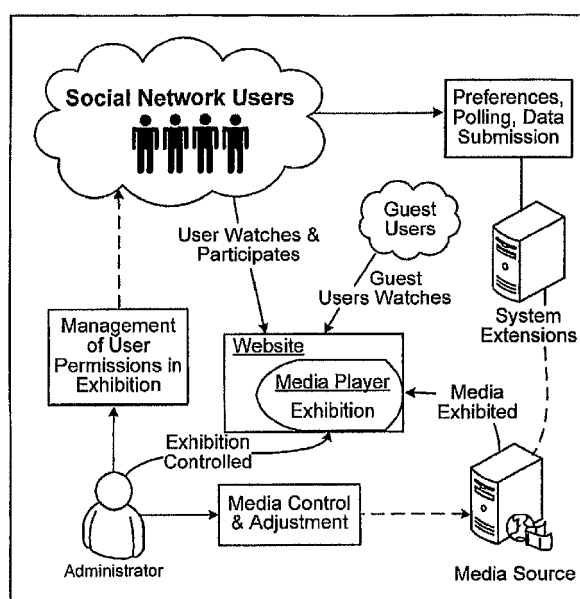 Social Network Users
Preferences,
Polling, Data
Submission
Guest
Users
User Watches &
Participates
Guest
Users Watches
System
Extensions
Management
of User
Permissions in
Exhibition
Website
Media Player
Exhibition
Media
Exhibited
Exhibition
Controlled
Media Control
& Adjustment
Administrator
Media Source